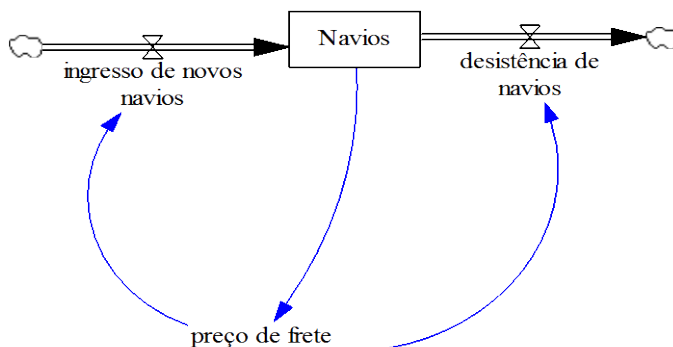 Navios
ingresso de novos
navios
desistência de
navios
preço de frete